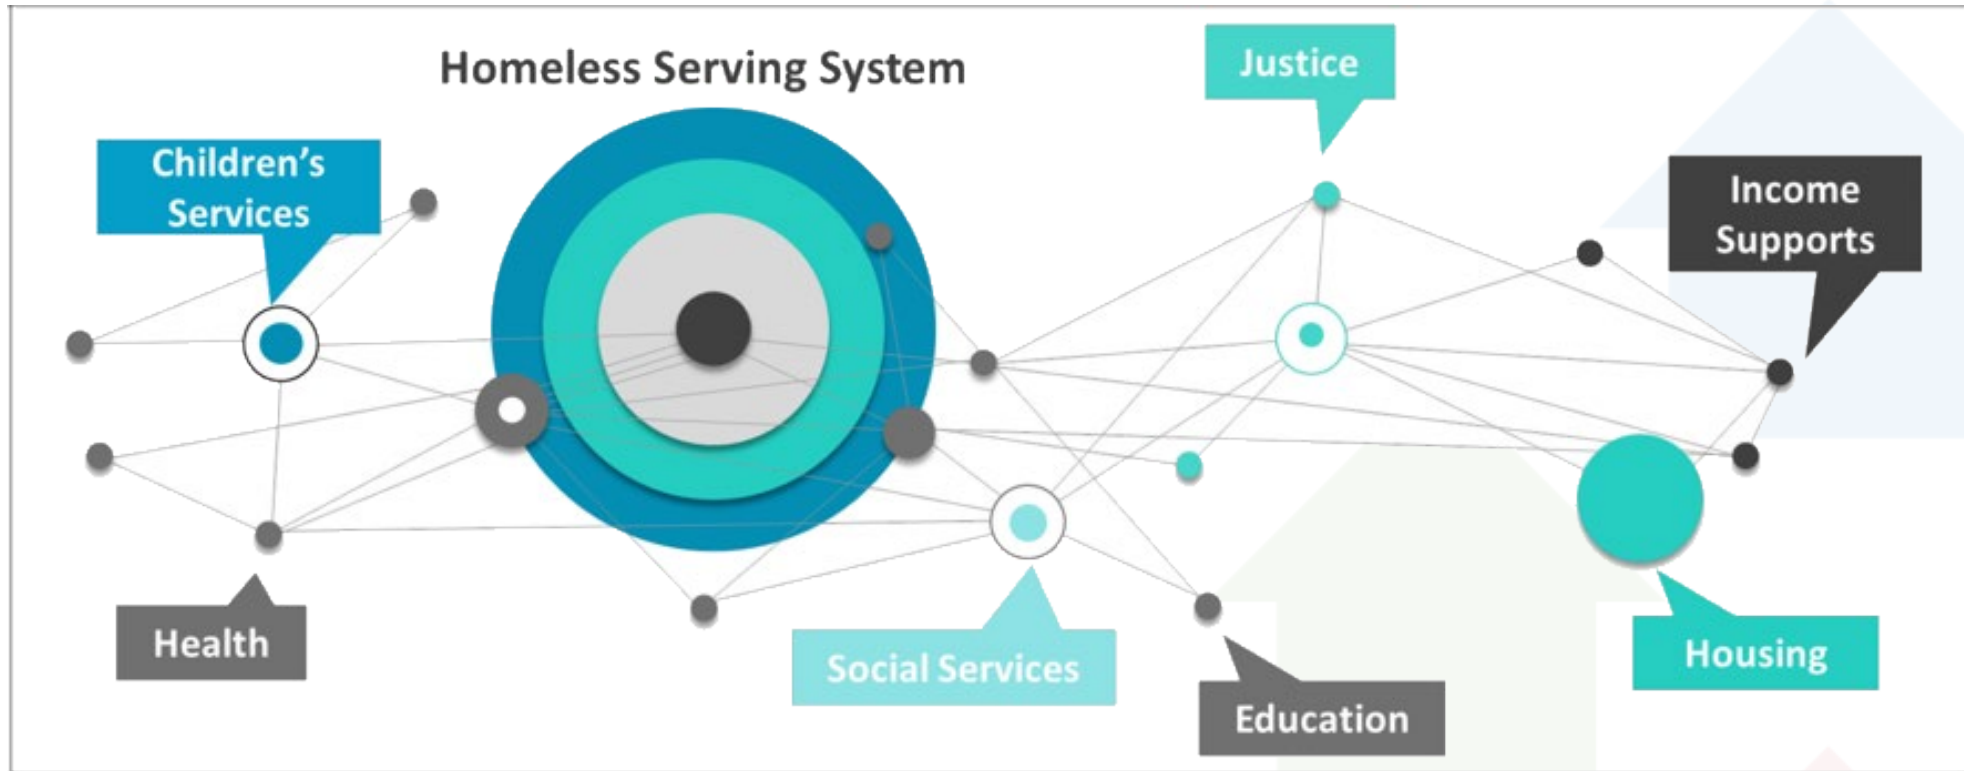 Homeless Serving System
Justice
Children’s
Services
Income
Supports
Health
Social Services
Education
Housing